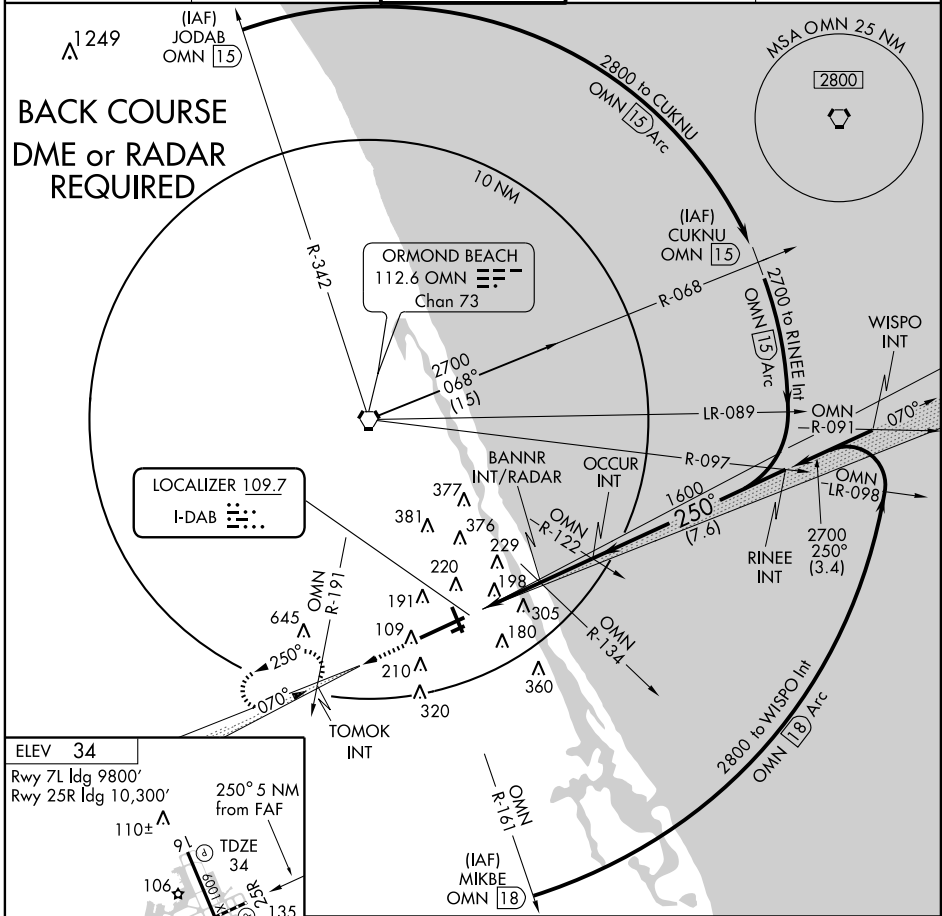 1249
(IAF)
JODAB
OMN 15
BACK COURSE
DME or RADAR
REQUIRED
2800 to CUKNU
OMN 15 Arc
MSA OMN 25 NM
2800
10 NM
R-342
ORMOND BEACH
112.6 OMN
Chan 73
(IAF)
CUKNU
OMN 15
R-068
2700 to RINEE Int
OMN 15 Arc
2700
068°
(15)
WISPO
INT
LR-089
OMN
R-091
070°
R-097
OMN
LR-098
BANNR
INT/RADAR
OCCUR
INT
1600
250°
(7.6)
RINEE
INT
2700
250°
(3.4)
LOCALIZER 109.7
I-DAB
377
381
376
229
220
198
191
305
109
180
645
210
360
320
OMN
R-122
OMN
R-134
OMN
R-191
250°
070°
TOMOK
INT
2800 to WISPO Int
OMN 18 Arc
OMN
R-161
(IAF)
MIKBE
OMN 18
ELEV 34
Rwy 7L ldg 9800'
Rwy 25R ldg 10,300'
250° 5 NM
from FAF
110±
16
P
TDZE
34
106
25R
135